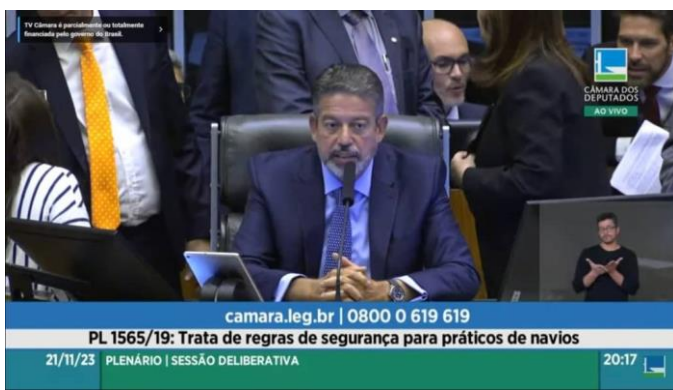 TV Câmara é parcialmente ou totalmente
financiada pelo governo do Brasil.
CÂMARA DOS
DEPUTADOS
AO VIVO
camara.leg.br | 0800 0 619 619
PL 1565/19: Trata de regras de segurança para práticos de navios
21/11/23 PLENÁRIO | SESSÃO DELIBERATIVA 20:17